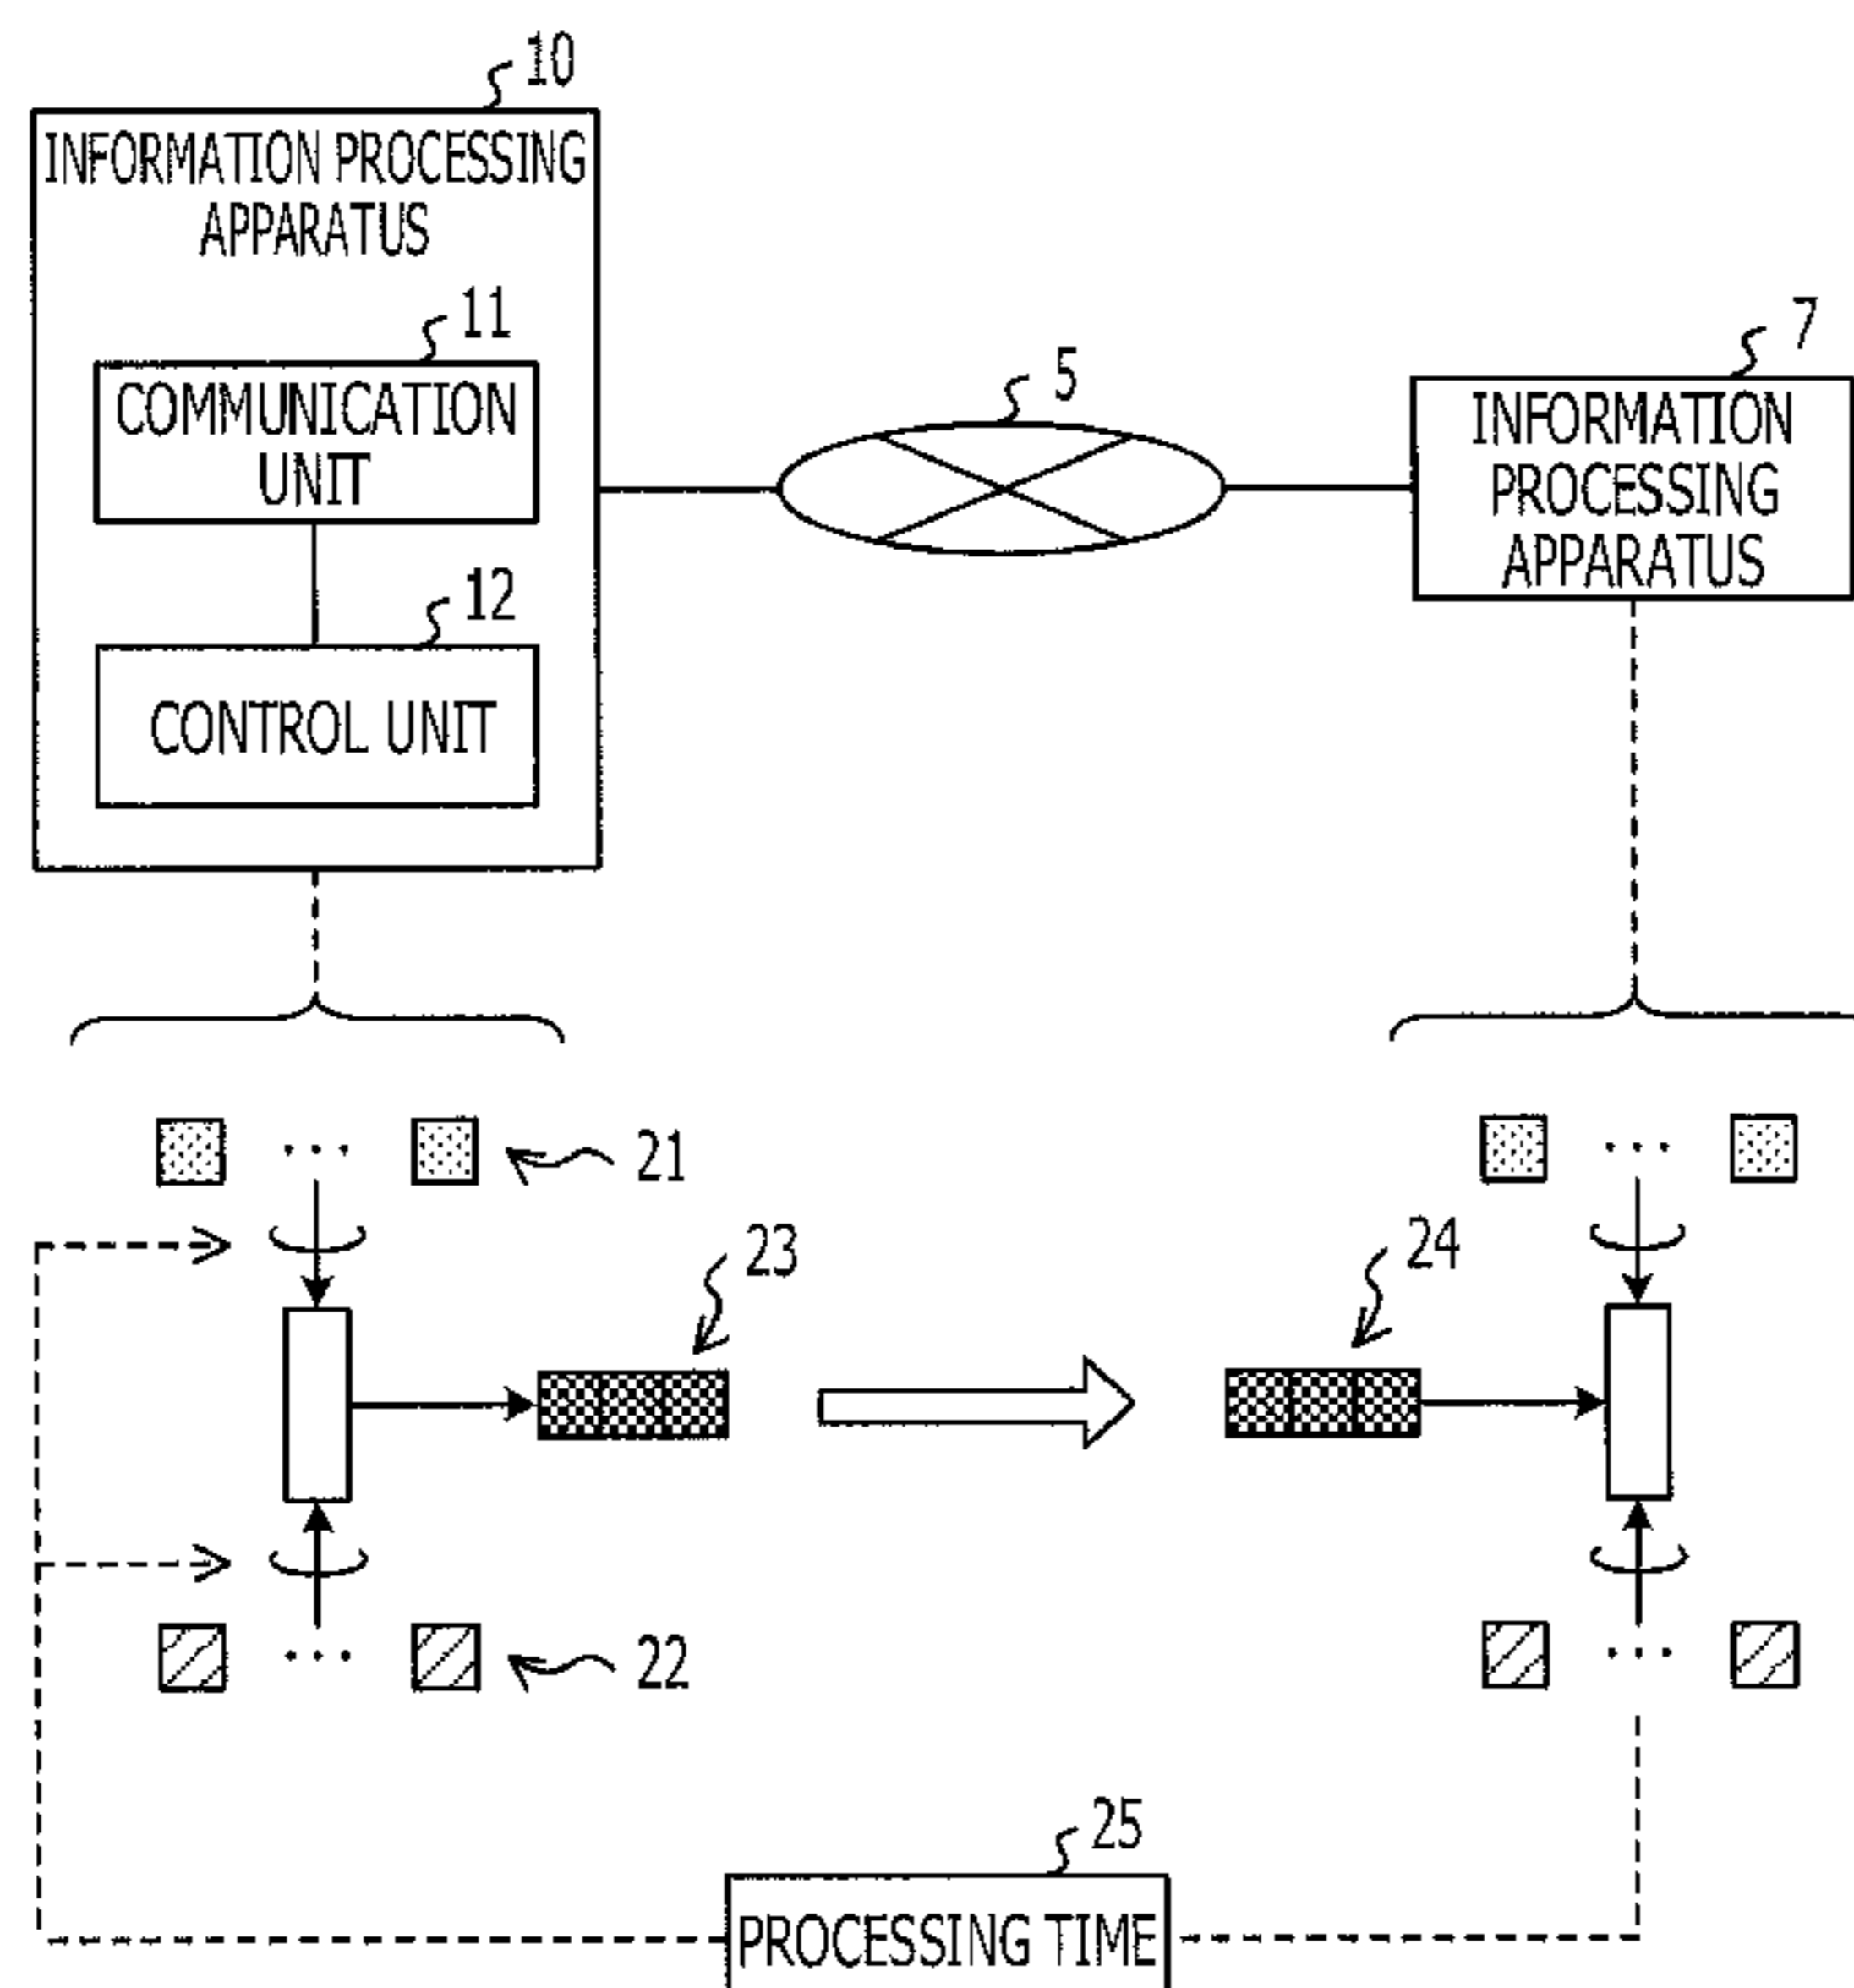 10
INFORMATION PROCESSING
APPARATUS
11
COMMUNICATION
UNIT
12
CONTROL UNIT
5
7
INFORMATION
PROCESSING
APPARATUS
21
23
24
22
25
PROCESSING TIME